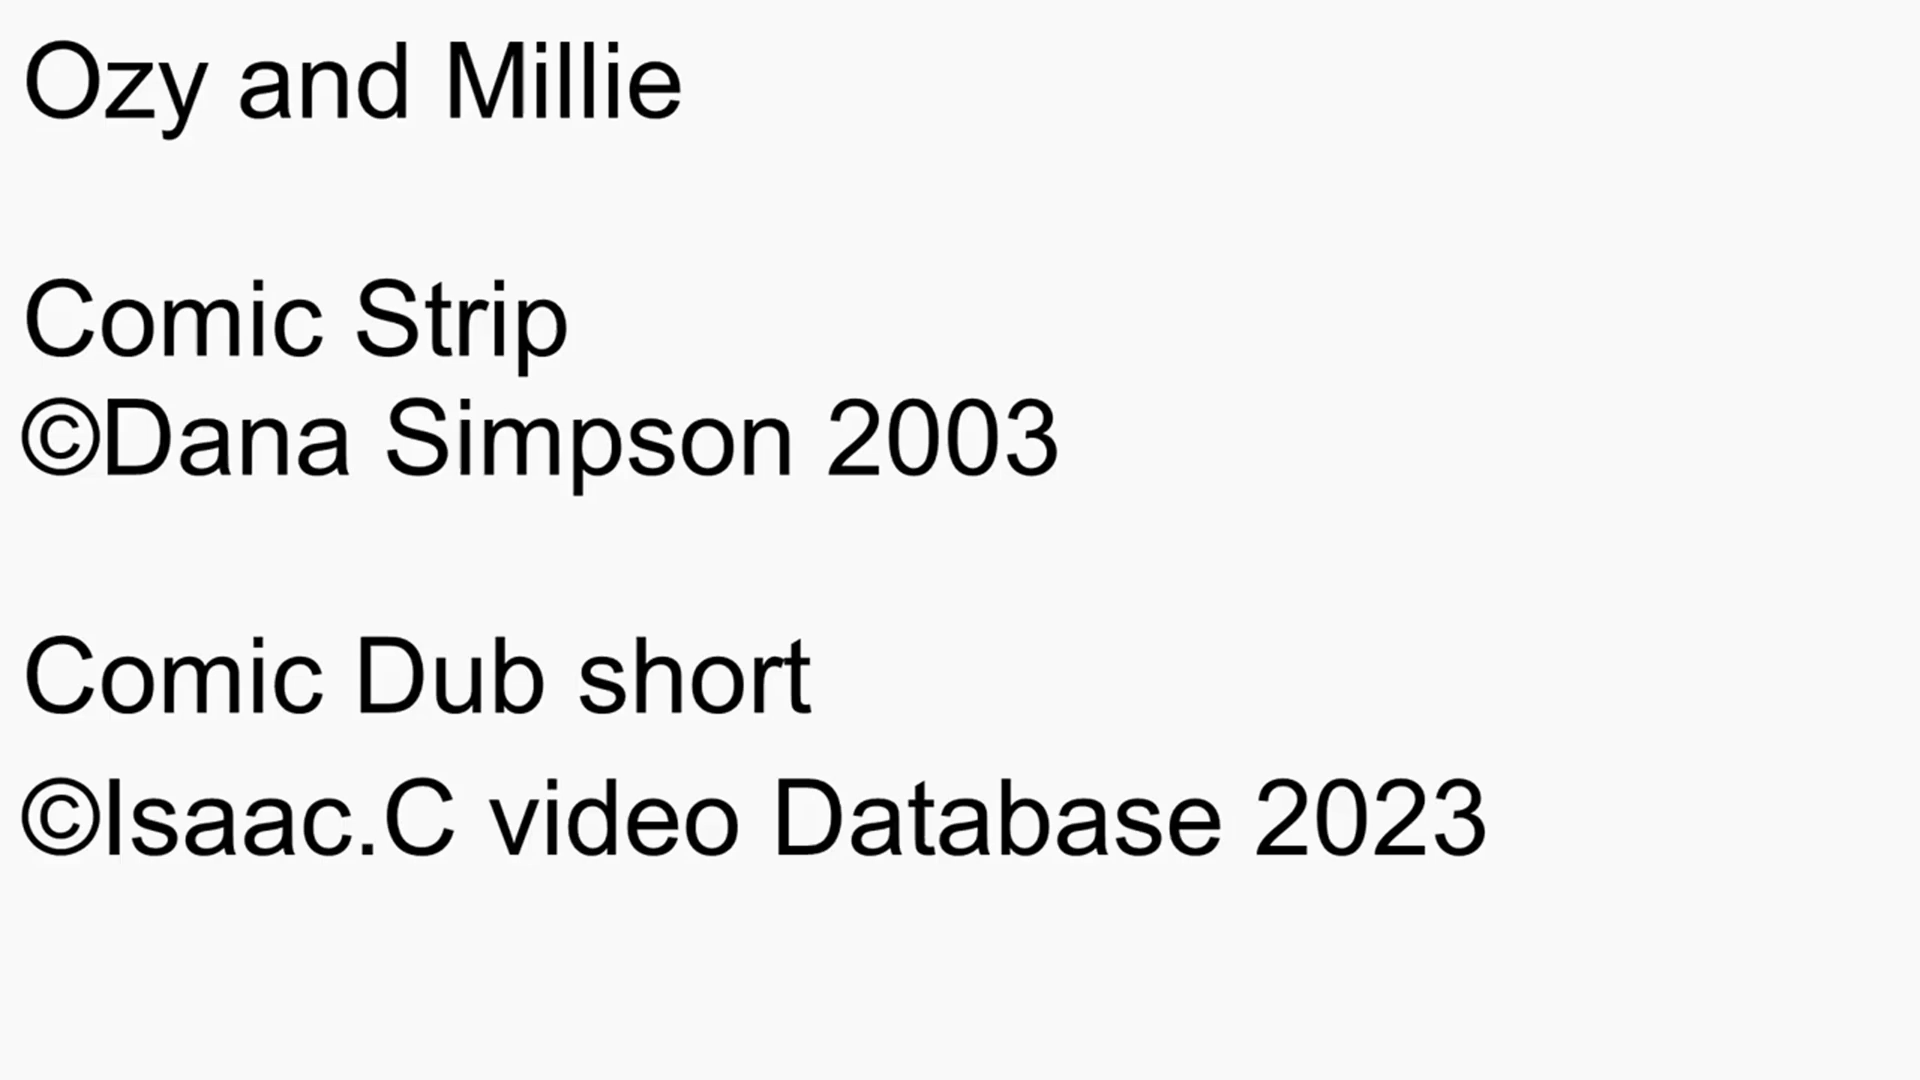 Ozy and Millie
Comic Strip
©Dana Simpson 2003
Comic Dub short
©Isaac.C video Database 2023